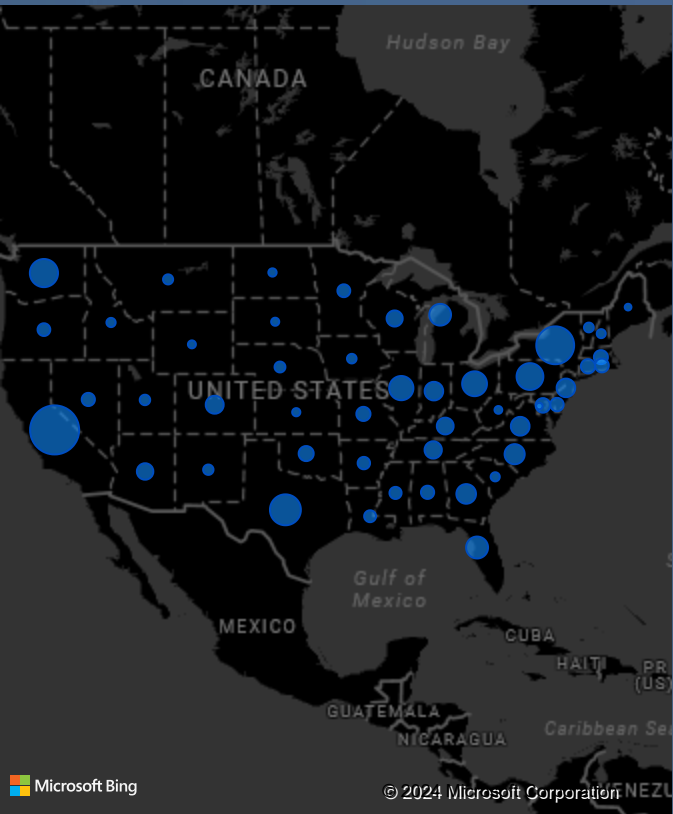 Hudson Bay
CANADA
UNITED STATES
Gulf of
Mexico
MEXICO
CUBA
HAITI
PR
(US)
GUATEMALA
NICARAGUA
Caribbean Sea
Microsoft Bing
© 2024 Microsoft Corporation